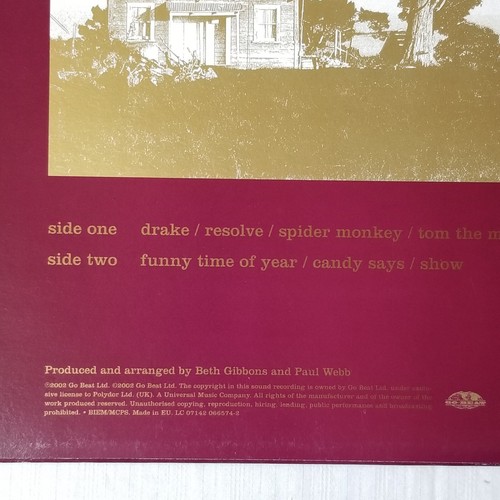 side one drake / resolve / spider monkey / tom the m
side two funny time of year / candy says / show
Produced and arranged by Beth Gibbons and Paul Webb
℗2002 Go Beat Ltd. ©2003 Go Beat Ltd. The copyright in this sound recording is owned by Go Beat Ltd, under exclu-
sive license to Polydor Ltd. (UK). A Universal Music Company. All rights of the manufacturer and of the owner of the
work produced reserved. Unauthorised copying, reproduction, hiring, lending, public performance and broadcasting
prohibited. • BIEM/MCPS. Made in EU. LC 07142 066574-2
GO BEAT